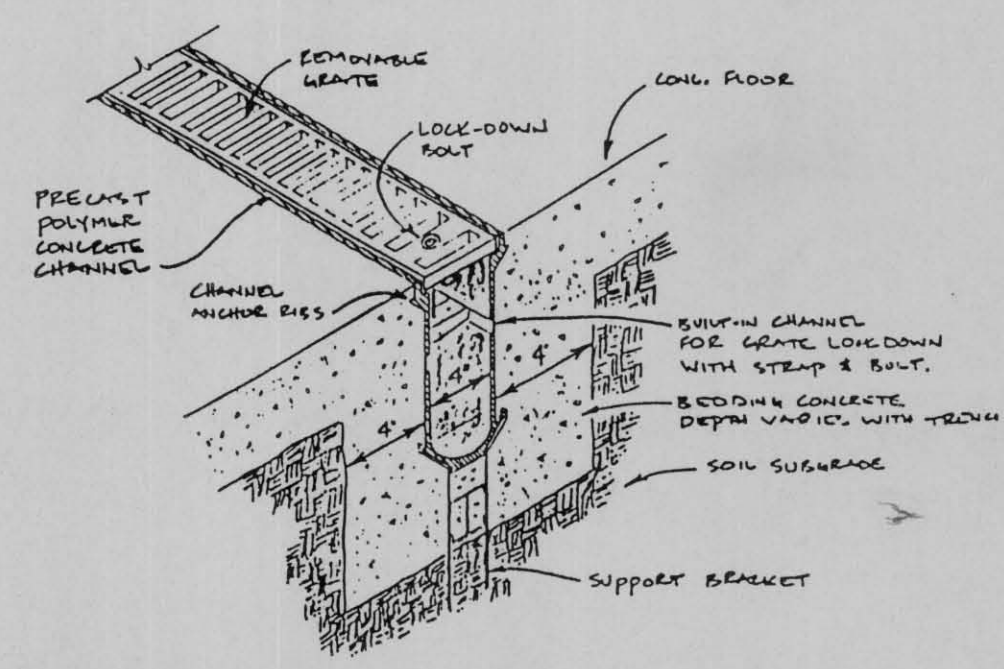 REMOVABLE
GRATE
CONC. FLOOR
LOCK-DOWN
BOLT
PRECAST
POLYMER
CONCRETE
CHANNEL
CHANNEL
ANCHOR RIBS
BUILT-IN CHANNEL
FOR GRATE LOCKDOWN
WITH STRAP & BOLT.
4"
4"
4"
BEDDING CONCRETE
DEPTH VARIES WITH TRENCH
SOIL SUBGRADE
SUPPORT BRACKET